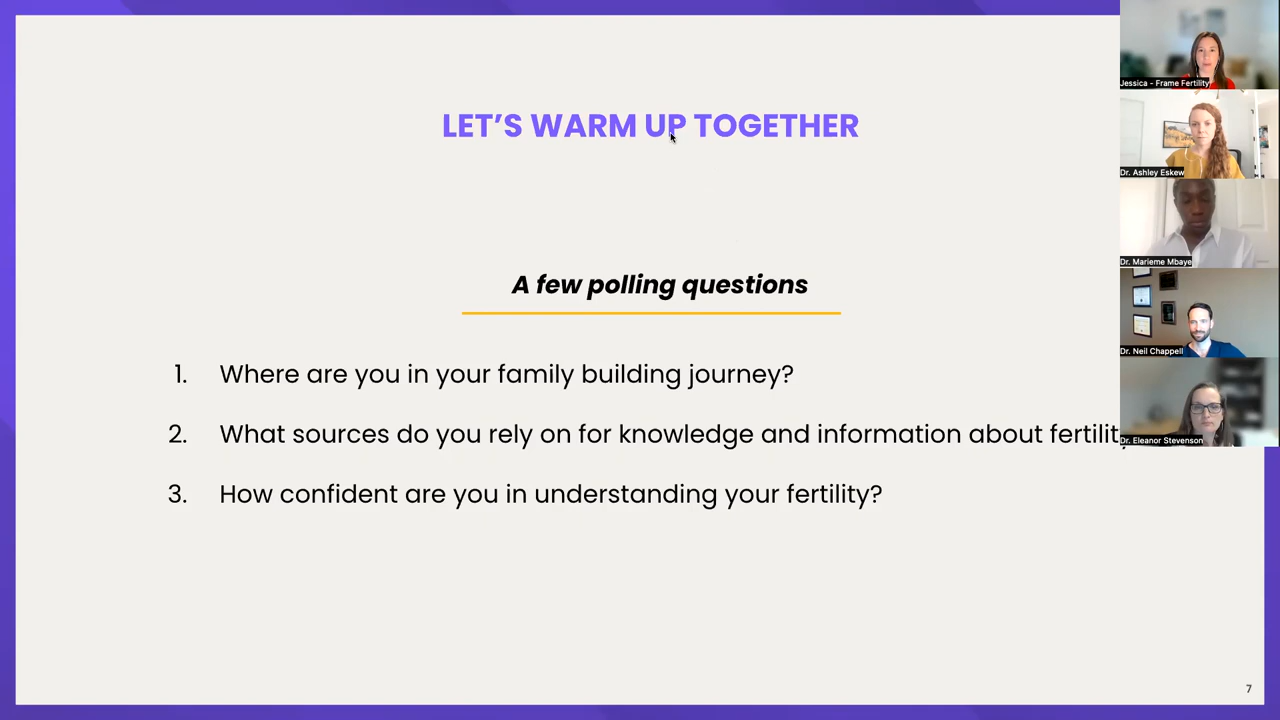 LET’S WARM UP TOGETHER
A few polling questions
1. Where are you in your family building journey?
2. What sources do you rely on for knowledge and information about
3. How confident are you in understanding your fertility?
Jessica - Frame Fertility
Dr. Ashley Eskew
Dr. Marieme Mbaye
Dr. Neil Chappell
Dr. Eleanor Stevenson
7